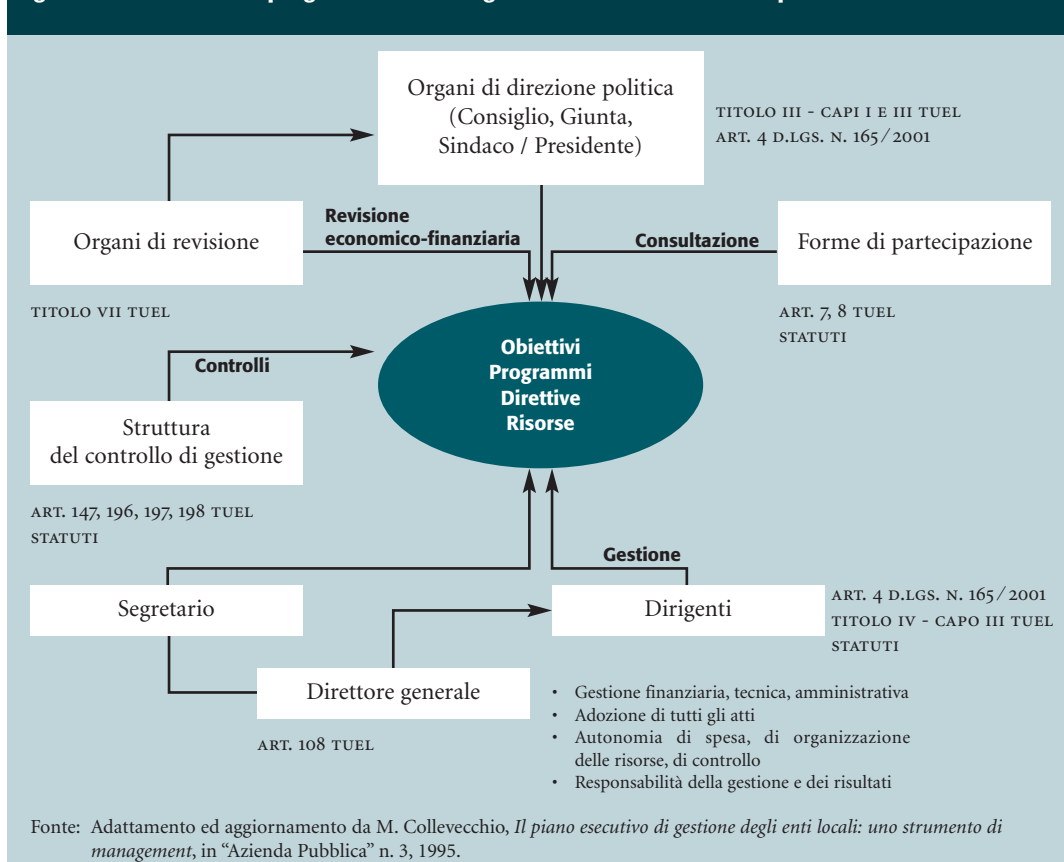 Organi di direzione politica
(Consiglio, Giunta,
Sindaco / Presidente)
TITOLO III - CAPI I E III TUEL
ART. 4 D.LGS. N. 165/2001
Organi di revisione
Revisione
economico-finanziaria
Consultazione
Forme di partecipazione
TITOLO VII TUEL
ART. 7, 8 TUEL
STATUTI
Controlli
Obiettivi
Programmi
Direttive
Risorse
Struttura
del controllo di gestione
ART. 147, 196, 197, 198 TUEL
STATUTI
Gestione
Segretario
Dirigenti
ART. 4 D.LGS. N. 165/2001
TITOLO IV - CAPO III TUEL
STATUTI
Direttore generale
ART. 108 TUEL
• Gestione finanziaria, tecnica, amministrativa
• Adozione di tutti gli atti
• Autonomia di spesa, di organizzazione
delle risorse, di controllo
• Responsabilità della gestione e dei risultati
Fonte: Adattamento ed aggiornamento da M. Collevecchio, Il piano esecutivo di gestione degli enti locali: uno strumento di
management, in “Azienda Pubblica” n. 3, 1995.